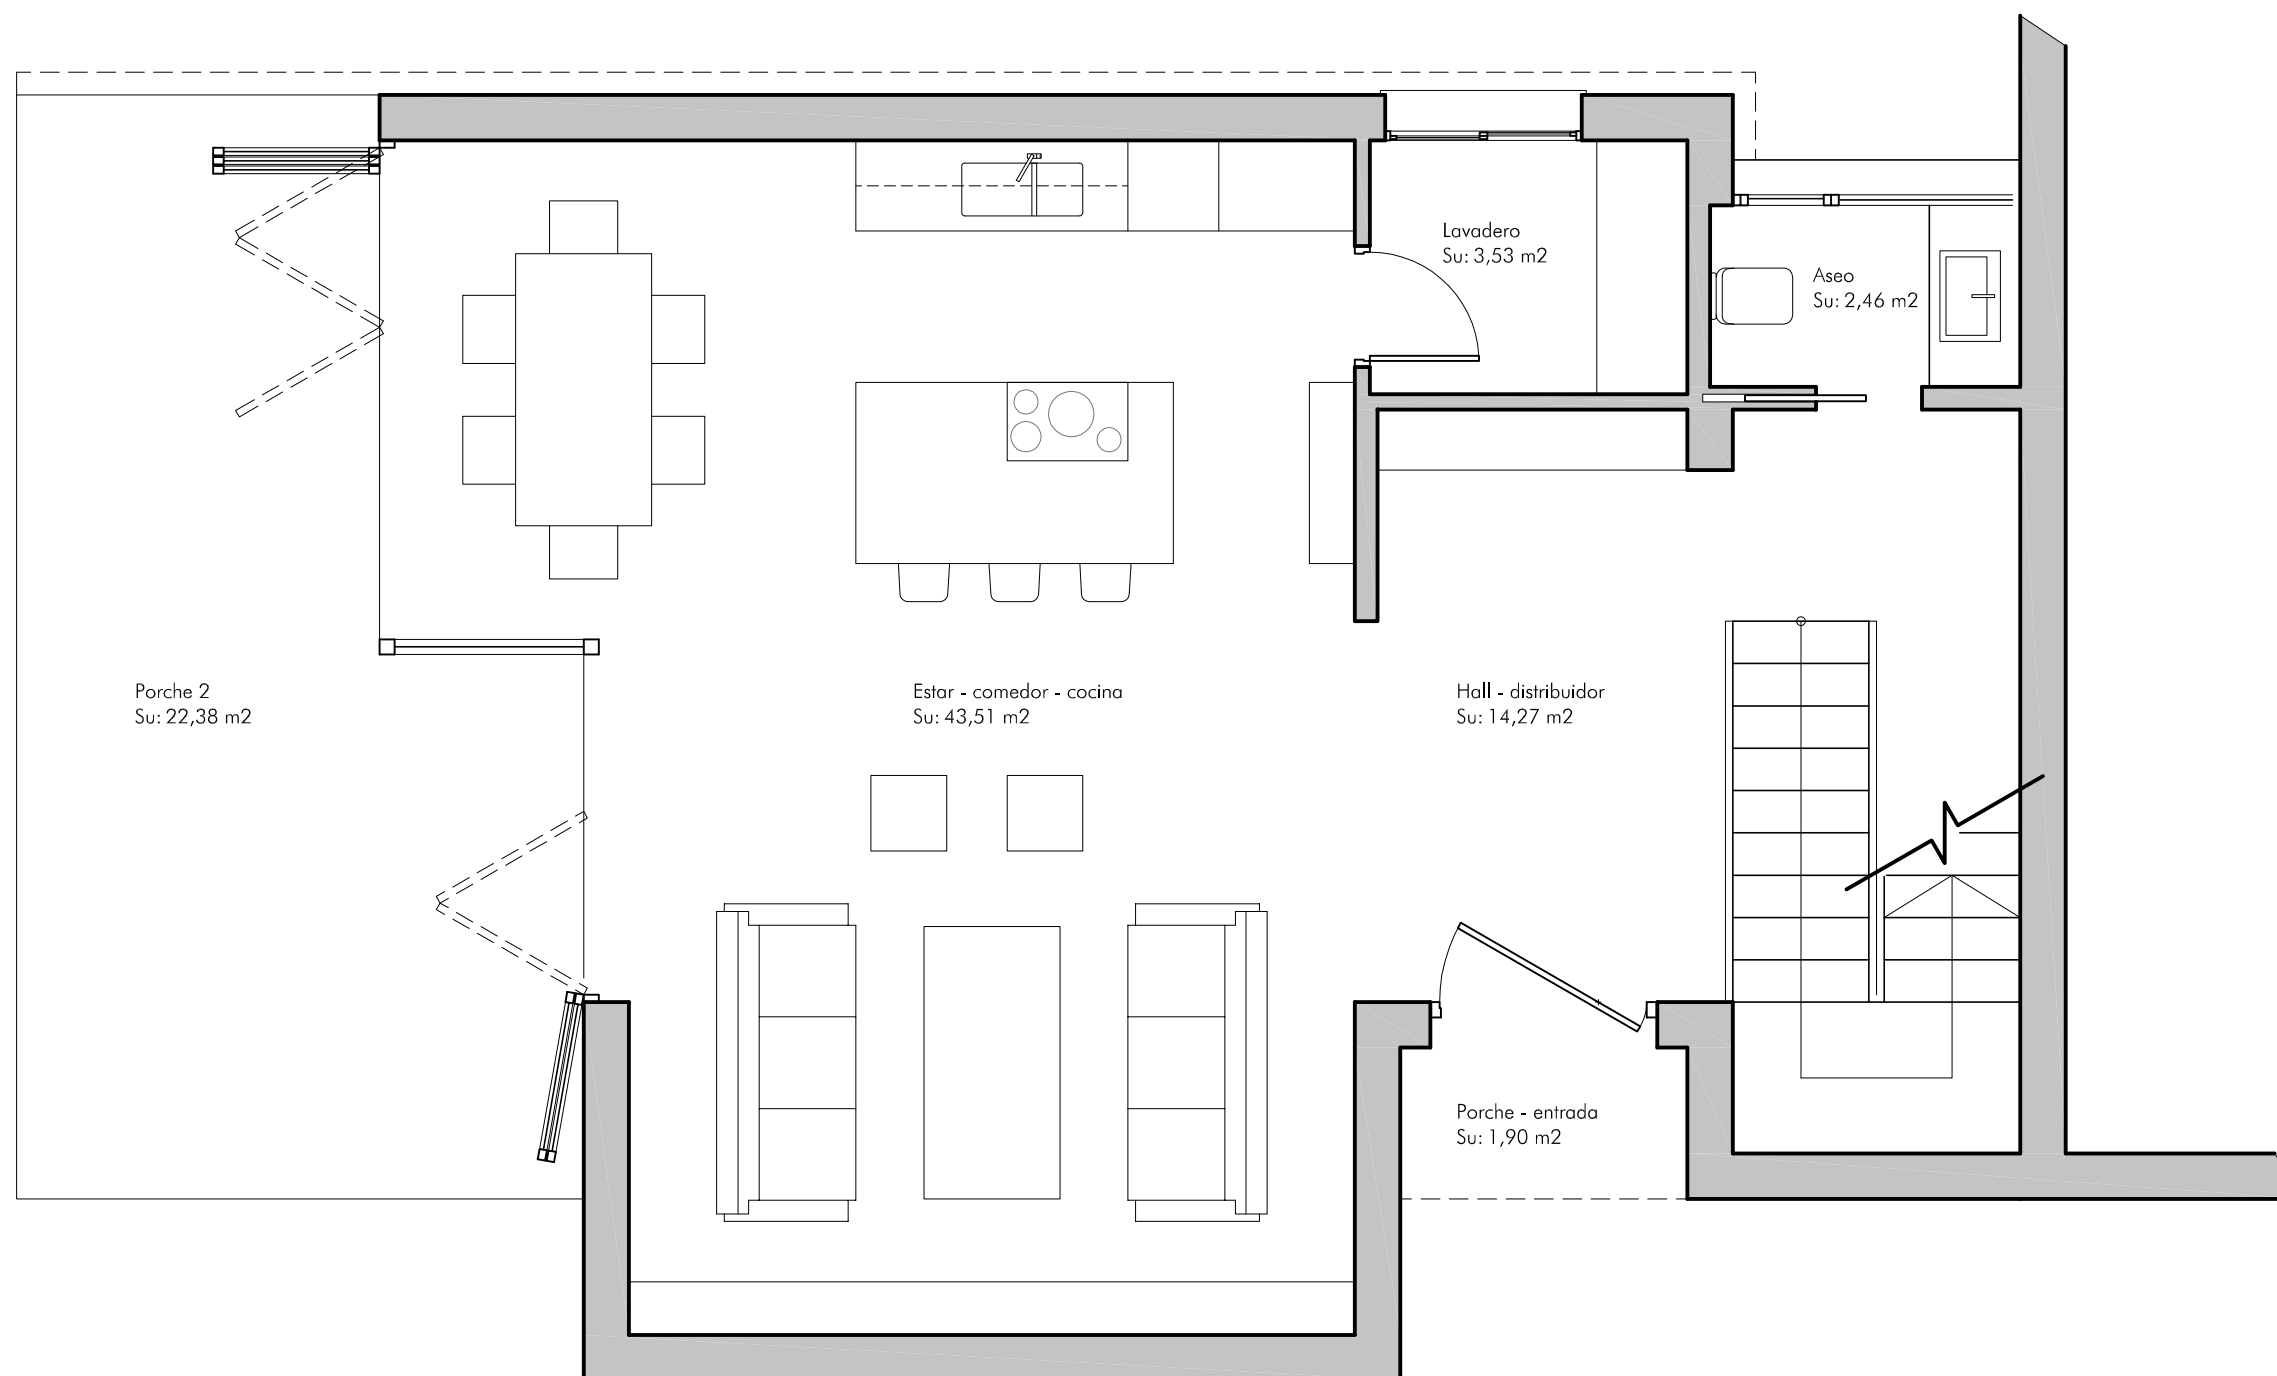 Lavadero
Su: 3,53 m2
Aseo
Su: 2,46 m2
Porche 2
Su: 22,38 m2
Estar - comedor - cocina
Su: 43,51 m2
Hall - distribuidor
Su: 14,27 m2
Porche - entrada
Su: 1,90 m2